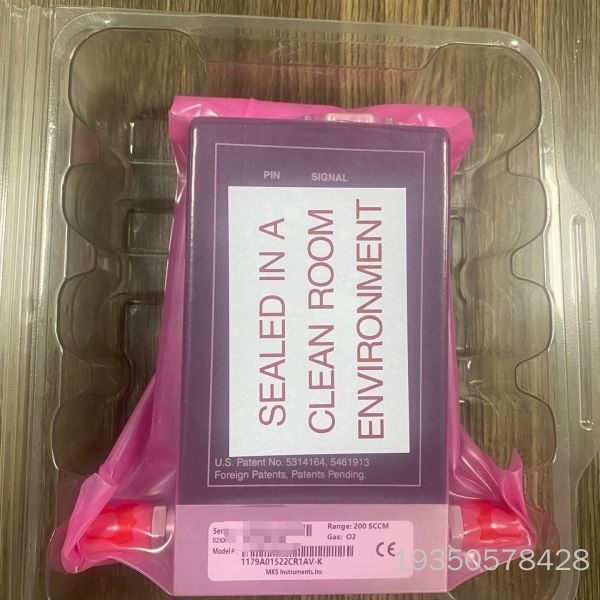 PIN SIGNAL
SEALED IN A
CLEAN ROOM
ENVIRONMENT
U.S. Patent No. 5314164, 5461913
Foreign Patents, Patents Pending.
Range: 200 SCCM
02XX
Gas: O2
Model # :
1179A01522CR1AV-K
MKS Instruments.Inc
CE
19350578428